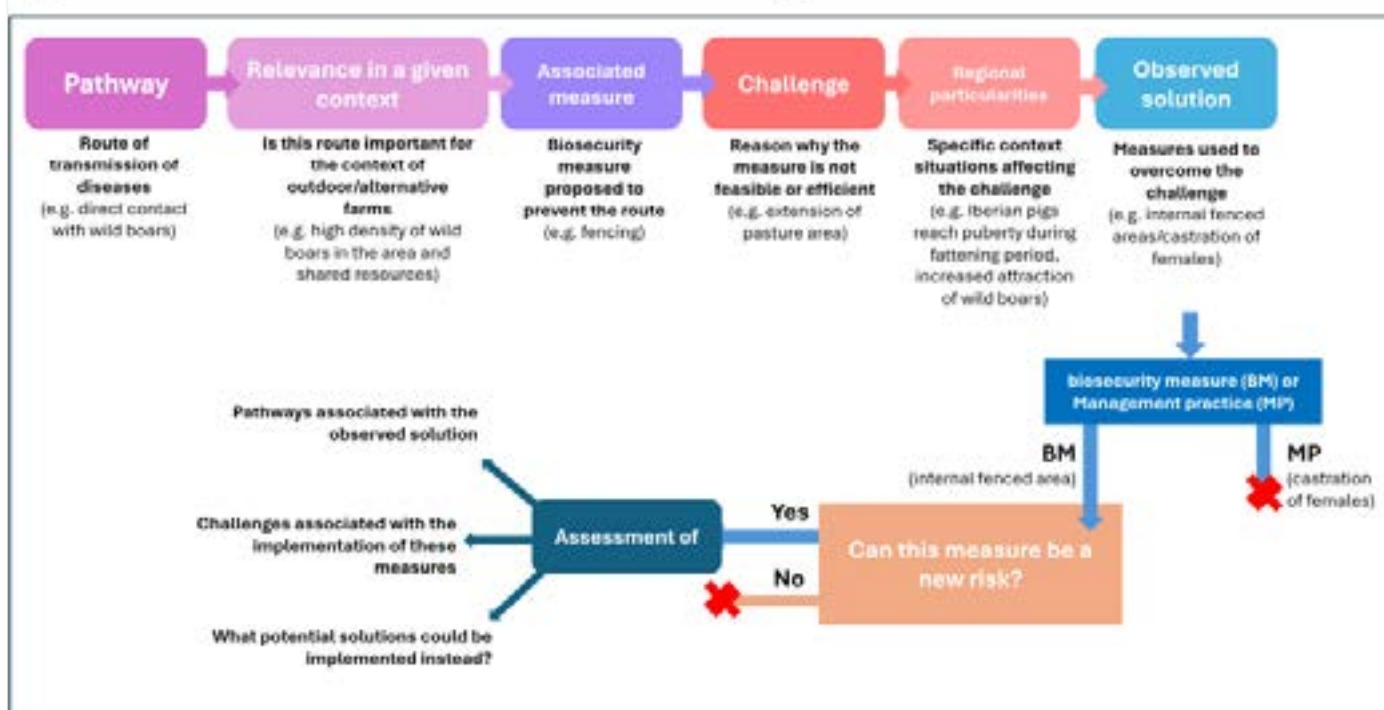 Pathway
Route of
transmission of
diseases
(e.g. direct contact
with wild boars)
Relevance in a given
context
Is this route important for
the context of
outdoor/alternative
farms
(e.g. high density of wild
boars in the area and
shared resources)
Associated
measure
Biosecurity
measure
proposed to
prevent the route
(e.g. fencing)
Challenge
Reason why the
measure is not
feasible or efficient
(e.g. extension of
pasture area)
Regional
particularities
Specific context
situations affecting
the challenge
(e.g. Iberian pigs
reach puberty during
fattening period,
increased attraction
of wild boars)
Observed
solution
Measures used to
overcome the
challenge
(e.g. internal fenced
areas/castration of
females)
biosecurity measure (BM) or
Management practice (MP)
BM
(internal fenced area)
MP
(castration
of females)
Can this measure be a
new risk?
Yes
No
Assessment of
Pathways associated with the
observed solution
Challenges associated with the
implementation of these
measures
What potential solutions could be
implemented instead?